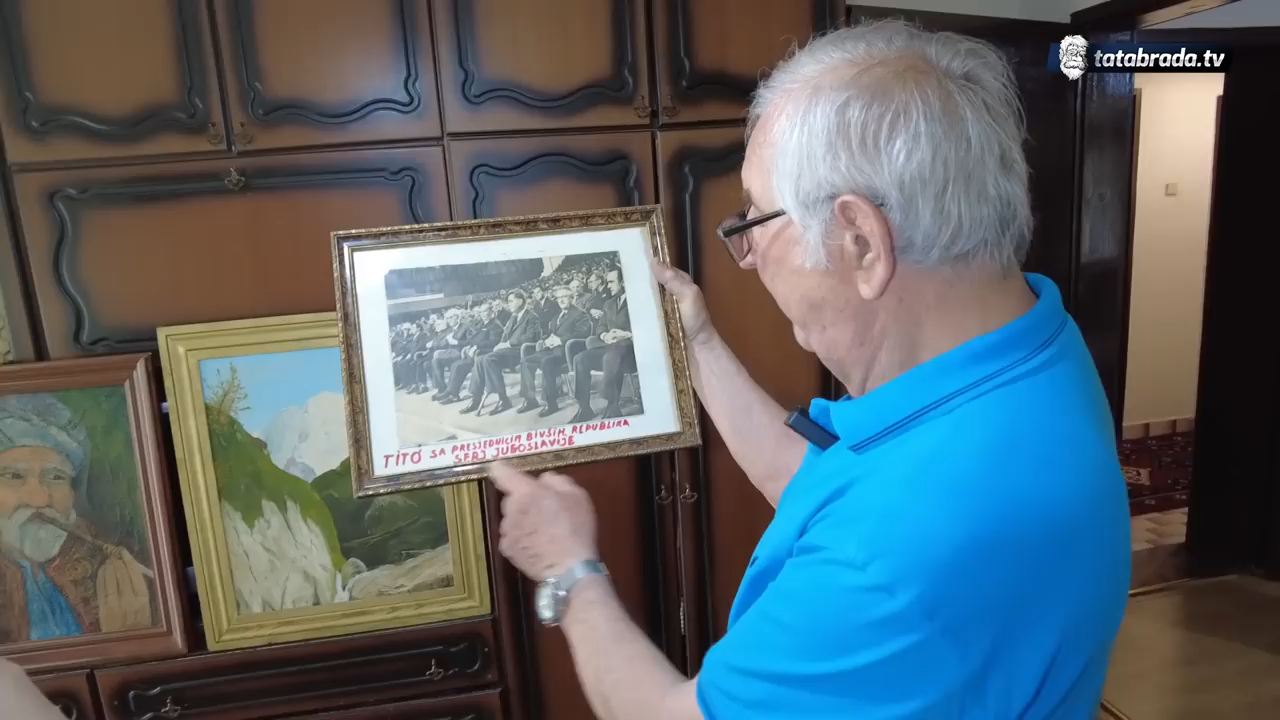 tatabrada.tv
TITO SA PRESJEDNICIM BIVŠIH REPUBLIKA
SFRJ JUGOSLAVIJE